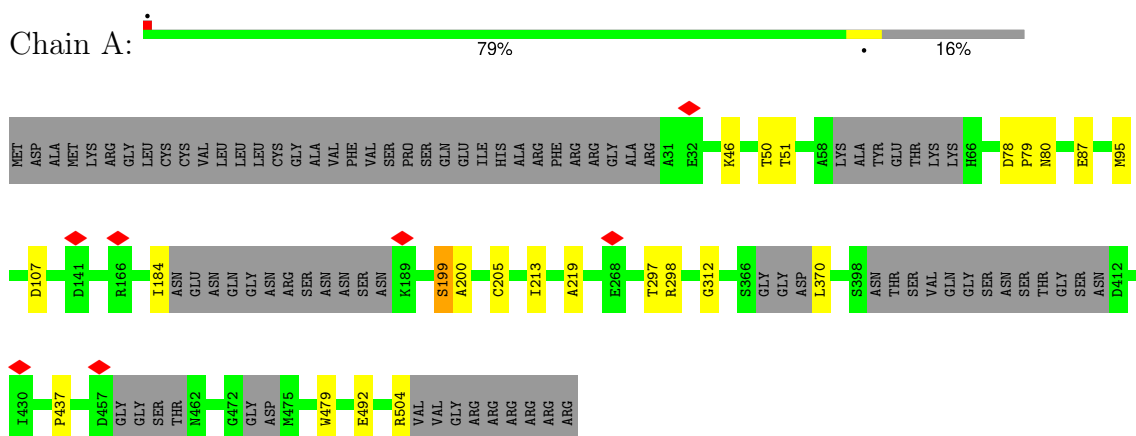 Chain A:
79%
16%
MET ASP ALA MET LYS ARG GLY LEU CYS CYS VAL LEU LEU LEU CYS GLY ALA VAL PHE VAL SER PRO SER GLN GLU ILE HIS ALA ARG PHE ARG ARG GLY ALA ARG A31 E32 K46 T50 T51 A58 LYS ALA TYR GLU THR LYS LYS H66 D78 P79 N80 E87 M95
D107 D141 R166 I184 ASN GLU ASN GLN GLY ASN ARG SER ASN ASN SER ASN K189 S199 A200 C205 I213 A219 E268 T297 R298 G312 S366 GLY GLY ASP L370 S398 ASN THR SER VAL GLN GLY SER ASN SER THR GLY SER ASN D412
I430 P437 D457 GLY GLY SER THR N462 G472 GLY ASP M475 W479 E492 R504 VAL VAL GLY ARG ARG ARG ARG ARG